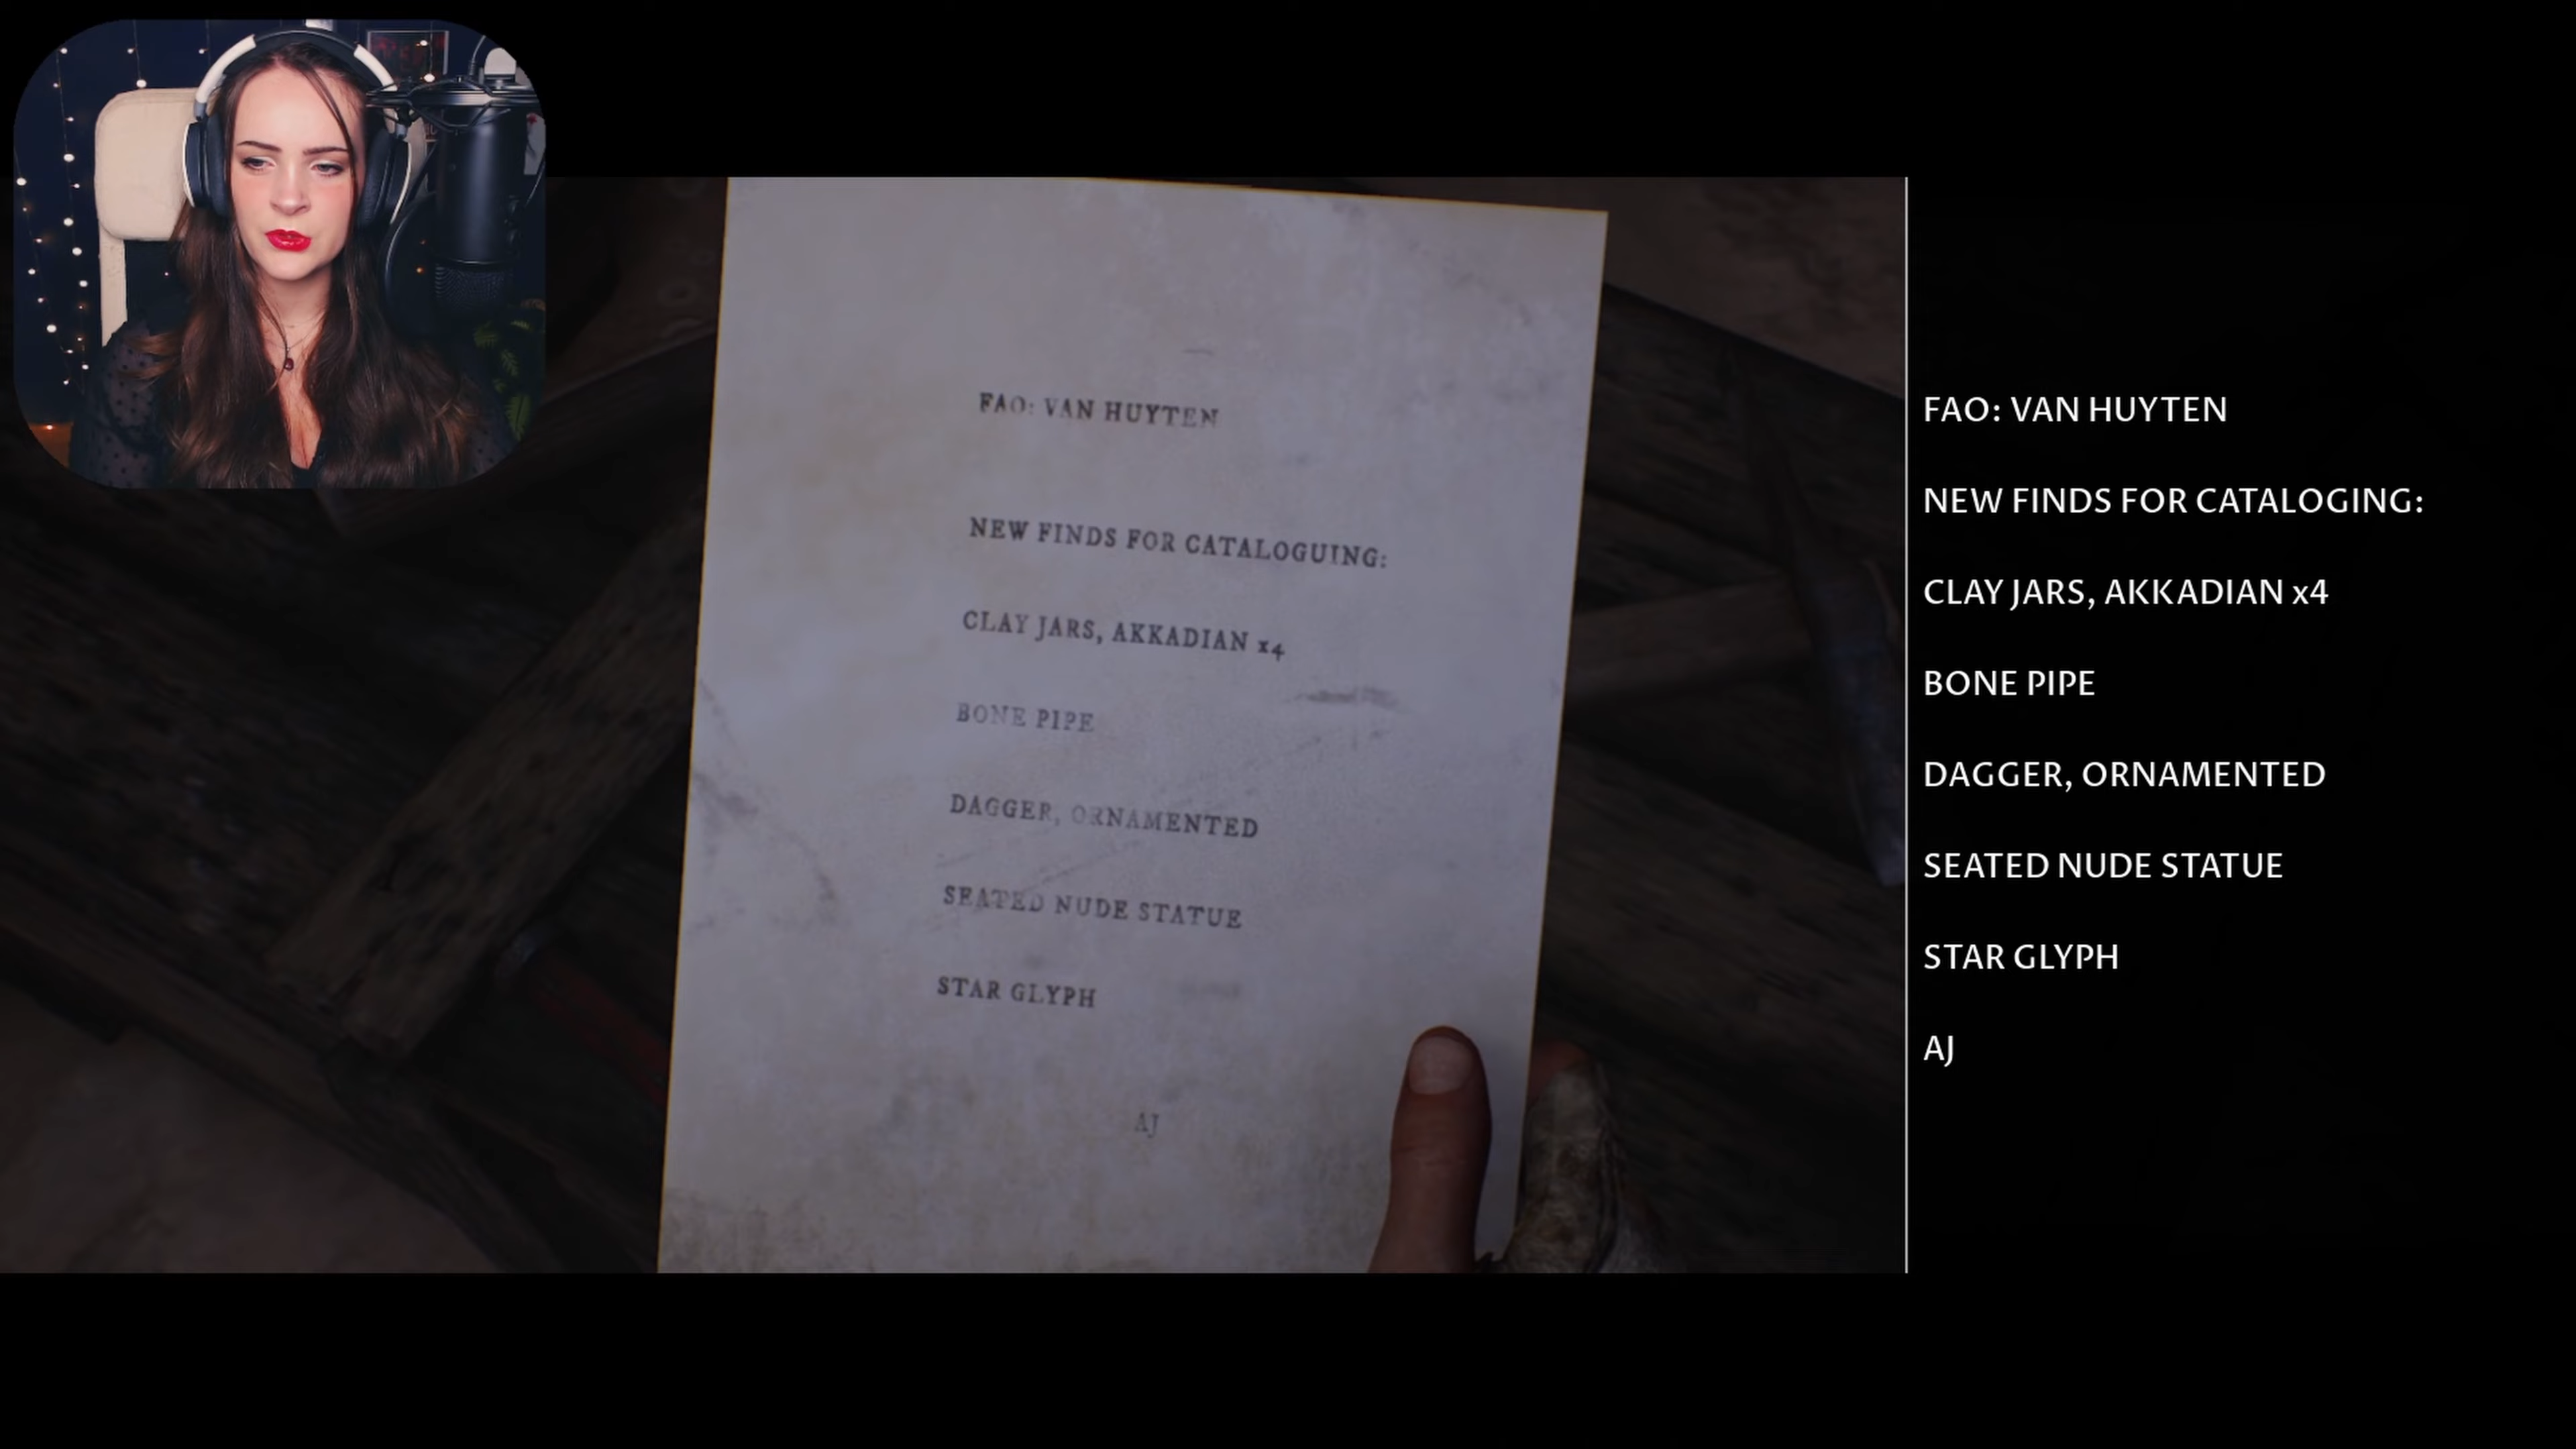 FAO: VAN HUYTEN
NEW FINDS FOR CATALOGUING:
CLAY JARS, AKKADIAN x4
BONE PIPE
DAGGER, ORNAMENTED
SEATED NUDE STATUE
STAR GLYPH
AJ
FAO: VAN HUYTEN
NEW FINDS FOR CATALOGING:
CLAY JARS, AKKADIAN x4
BONE PIPE
DAGGER, ORNAMENTED
SEATED NUDE STATUE
STAR GLYPH
AJ